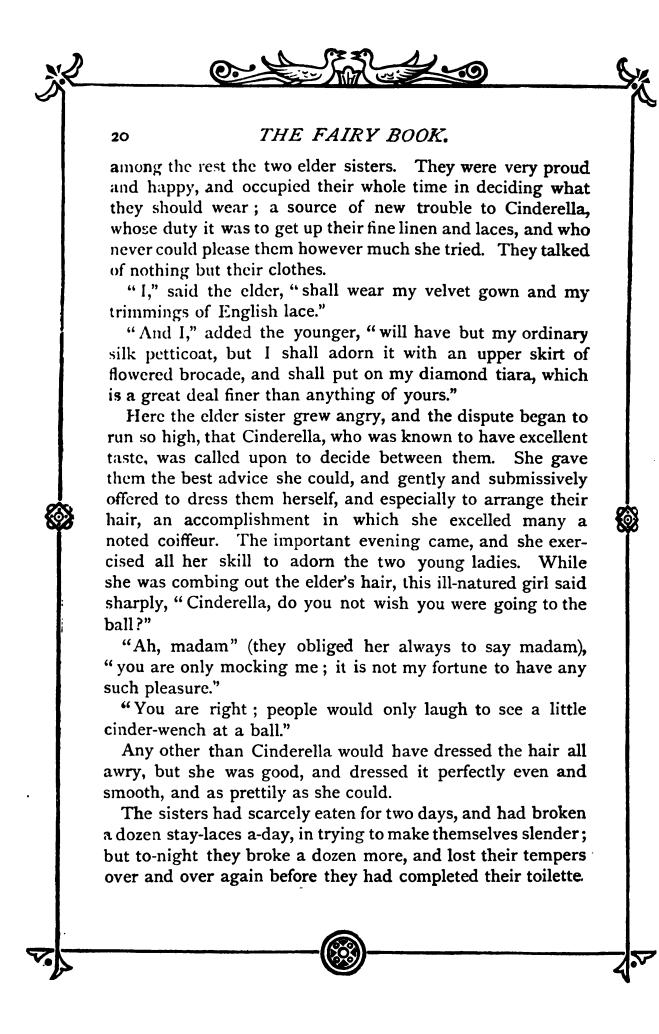 20 THE FAIRY BOOK.
among the rest the two elder sisters. They were very proud
and happy, and occupied their whole time in deciding what
they should wear ; a source of new trouble to Cinderella,
whose duty it was to get up their fine linen and laces, and who
never could please them however much she tried. They talked
of nothing but their clothes.
“ I,” said the elder, “ shall wear my velvet gown and my
trimmings of English lace.”
“ And I,” added the younger, “ will have but my ordinary
silk petticoat, but I shall adorn it with an upper skirt of
flowered brocade, and shall put on my diamond tiara, which
is a great deal finer than anything of yours.”
Here the elder sister grew angry, and the dispute began to
run so high, that Cinderella, who was known to have excellent
taste, was called upon to decide between them. She gave
them the best advice she could, and gently and submissively
offered to dress them herself, and especially to arrange their
hair, an accomplishment in which she excelled many a
noted coiffeur. The important evening came, and she exer-
cised all her skill to adorn the two young ladies. While
she was combing out the elder’s hair, this ill-natured girl said
sharply, “ Cinderella, do you not wish you were going to the
ball ?”
“Ah, madam” (they obliged her always to say madam),
“ you are only mocking me ; it is not my fortune to have any
such pleasure.”
“ You are right ; people would only laugh to see a little
cinder-wench at a ball.”
Any other than Cinderella would have dressed the hair all
awry, but she was good, and dressed it perfectly even and
smooth, and as prettily as she could.
The sisters had scarcely eaten for two days, and had broken
a dozen stay-laces a-day, in trying to make themselves slender ;
but to-night they broke a dozen more, and lost their tempers
over and over again before they had completed their toilette.